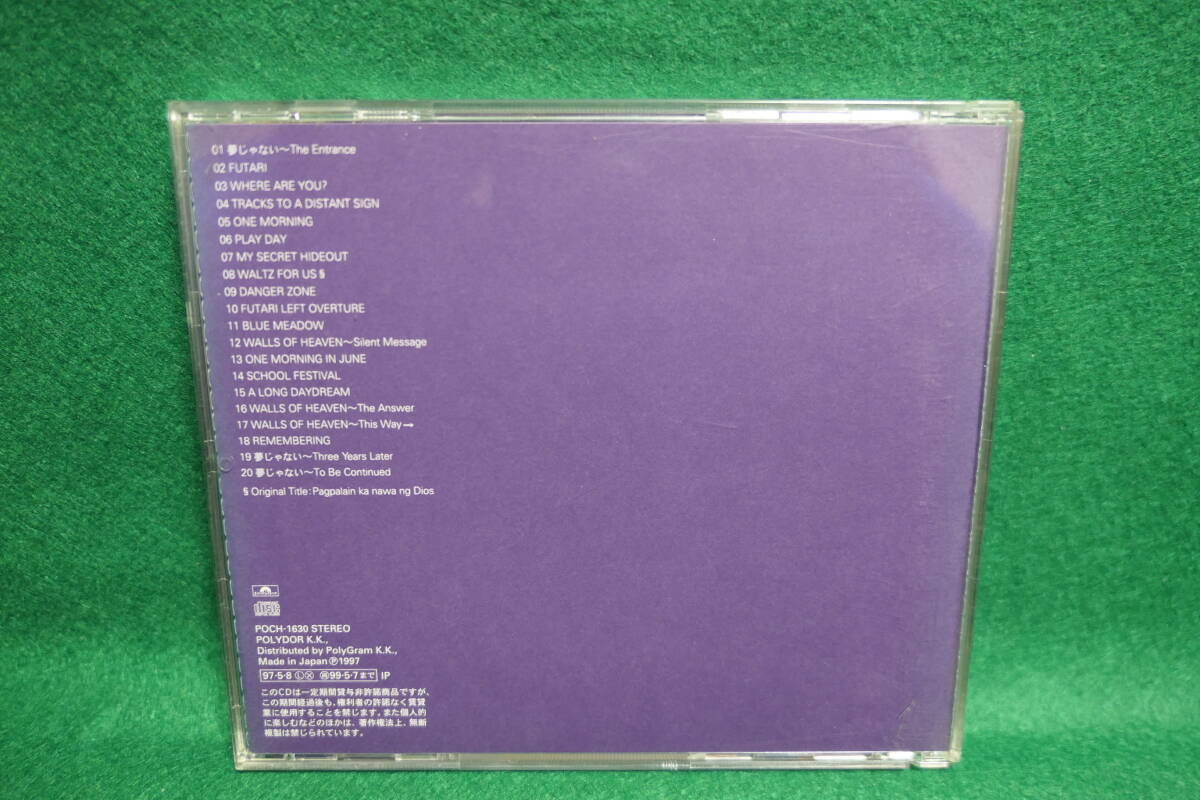 01 夢じゃない〜The Entrance
02 FUTARI
03 WHERE ARE YOU?
04 TRACKS TO A DISTANT SIGN
05 ONE MORNING
06 PLAY DAY
07 MY SECRET HIDEOUT
08 WALTZ FOR US §
09 DANGER ZONE
10 FUTARI LEFT OVERTURE
11 BLUE MEADOW
12 WALLS OF HEAVEN〜Silent Message
13 ONE MORNING IN JUNE
14 SCHOOL FESTIVAL
15 A LONG DAYDREAM
16 WALLS OF HEAVEN〜The Answer
17 WALLS OF HEAVEN〜This Way→
18 REMEMBERING
19 夢じゃない〜Three Years Later
20 夢じゃない〜To Be Continued
§ Original Title: Pagpalain ka nawa ng Dios
POCH-1630 STEREO
POLYDOR K.K.,
Distributed by PolyGram K.K.,
Made in Japan Ⓟ1997
97·5·8 Ⓛ Ⓧ 99·5·7まで IP
このCDは一定期間貸与非許諾商品ですが、
この期間経過後も、権利者の許諾なく賃貸
業に使用することを禁じます。また個人的
に楽しむなどのほかは、著作権法上、無断
複製は禁じられています。